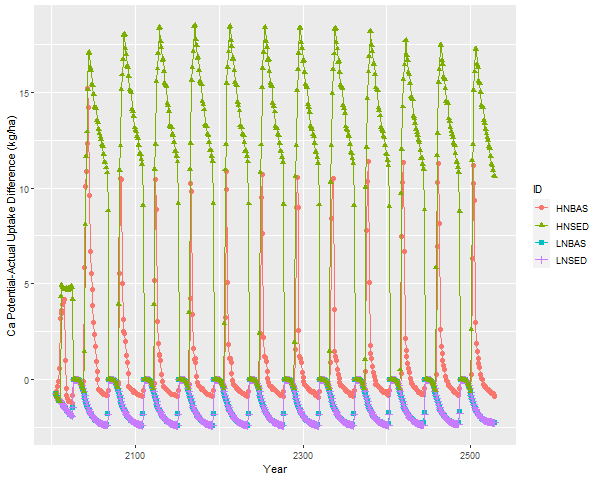 Ca Potential-Actual Uptake Difference (kg/ha)
15
10
5
0
2100
2300
2500
Year
ID
HNBAS
HNSED
LNBAS
LNSED